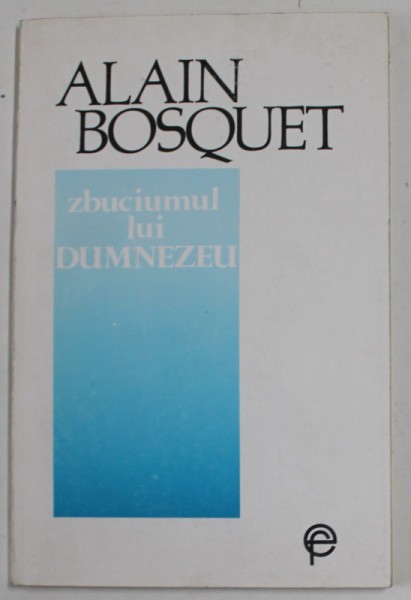 ALAIN
BOSQUET
zbuciumul
lui
DUMNEZEU